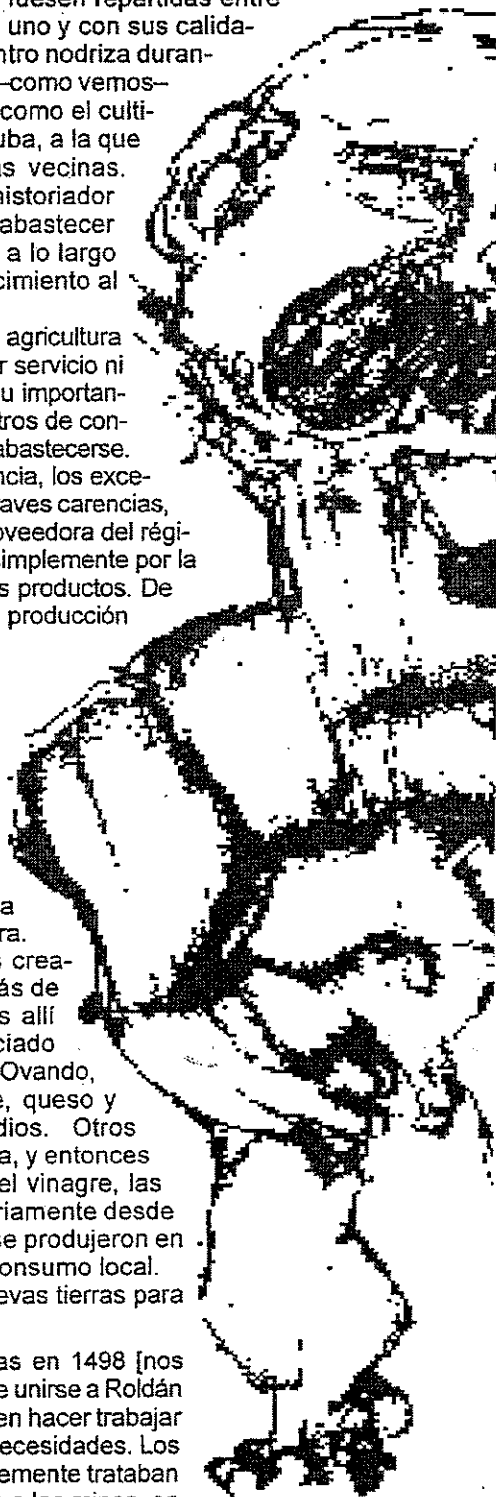 fuesen repartidas entre
uno y con sus calida-
ntro nodriza duran-
–como vemos–
como el culti-
uba, a la que
as vecinas.
historiador
abastecer
a lo largo
cimiento al
agricultura
r servicio ni
u importan-
tros de con-
abastecerse.
ncia, los exce-
raves carencias,
oveedora del régi-
simplemente por la
s productos. De
producción
a
ra.
s crea-
ás de
s allí
ciado
Ovando,
e, queso y
dios. Otros
a, y entonces
el vinagre, las
riamente desde
se produjeron en
onsumo local.
evas tierras para
as en 1498 [nos
e unirse a Roldán
en hacer trabajar
ecesidades. Los
emente trataban